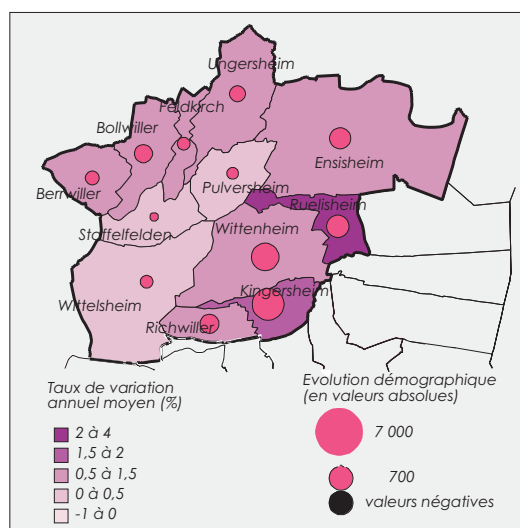 Ungersheim
Feldkirch
Bollwiller
Ensisheim
Berrwiller
Pulversheim
Ruelisheim
Staffelfelden
Wittenheim
Kingersheim
Wittelsheim
Richwiller
Taux de variation
annuel moyen (%)
2 à 4
1,5 à 2
0,5 à 1,5
0 à 0,5
-1 à 0
Evolution démographique
(en valeurs absolues)
7 000
700
valeurs négatives